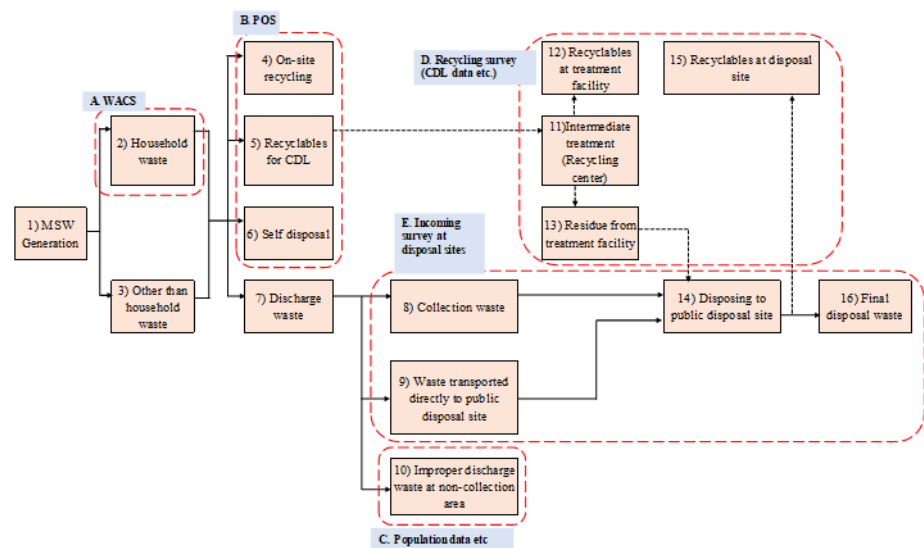 B. POS
4) On-site
recycling
D. Recycling survey
(CDL data etc.)
12) Recyclables
at treatment
facility
15) Recyclables at disposal
site
A. WACS
2) Household
waste
5) Recyclables
for CDL
11)Intermediate
treatment
(Recycling
center)
1) MSW
Generation
6) Self disposal
E. Incoming
survey at
disposal sites
13) Residue from
treatment facility
3) Other than
household
waste
7) Discharge
waste
8) Collection waste
14) Disposing to
public disposal site
16) Final
disposal waste
9) Waste transported
directly to public
disposal site
10) Improper discharge
waste at non-collection
area
C. Population data etc